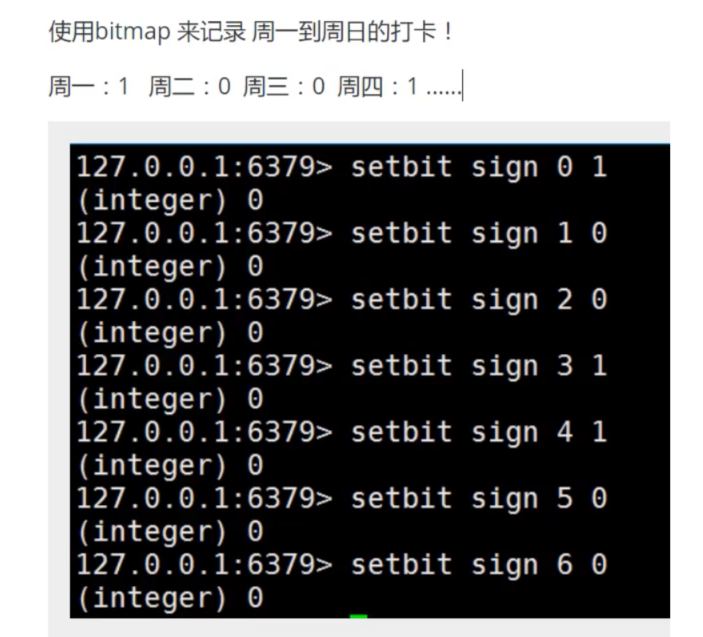 使用bitmap 来记录 周一到周日的打卡！
周一：1 周二：0 周三：0 周四：1 ......
127.0.0.1:6379> setbit sign 0 1
(integer) 0
127.0.0.1:6379> setbit sign 1 0
(integer) 0
127.0.0.1:6379> setbit sign 2 0
(integer) 0
127.0.0.1:6379> setbit sign 3 1
(integer) 0
127.0.0.1:6379> setbit sign 4 1
(integer) 0
127.0.0.1:6379> setbit sign 5 0
(integer) 0
127.0.0.1:6379> setbit sign 6 0
(integer) 0